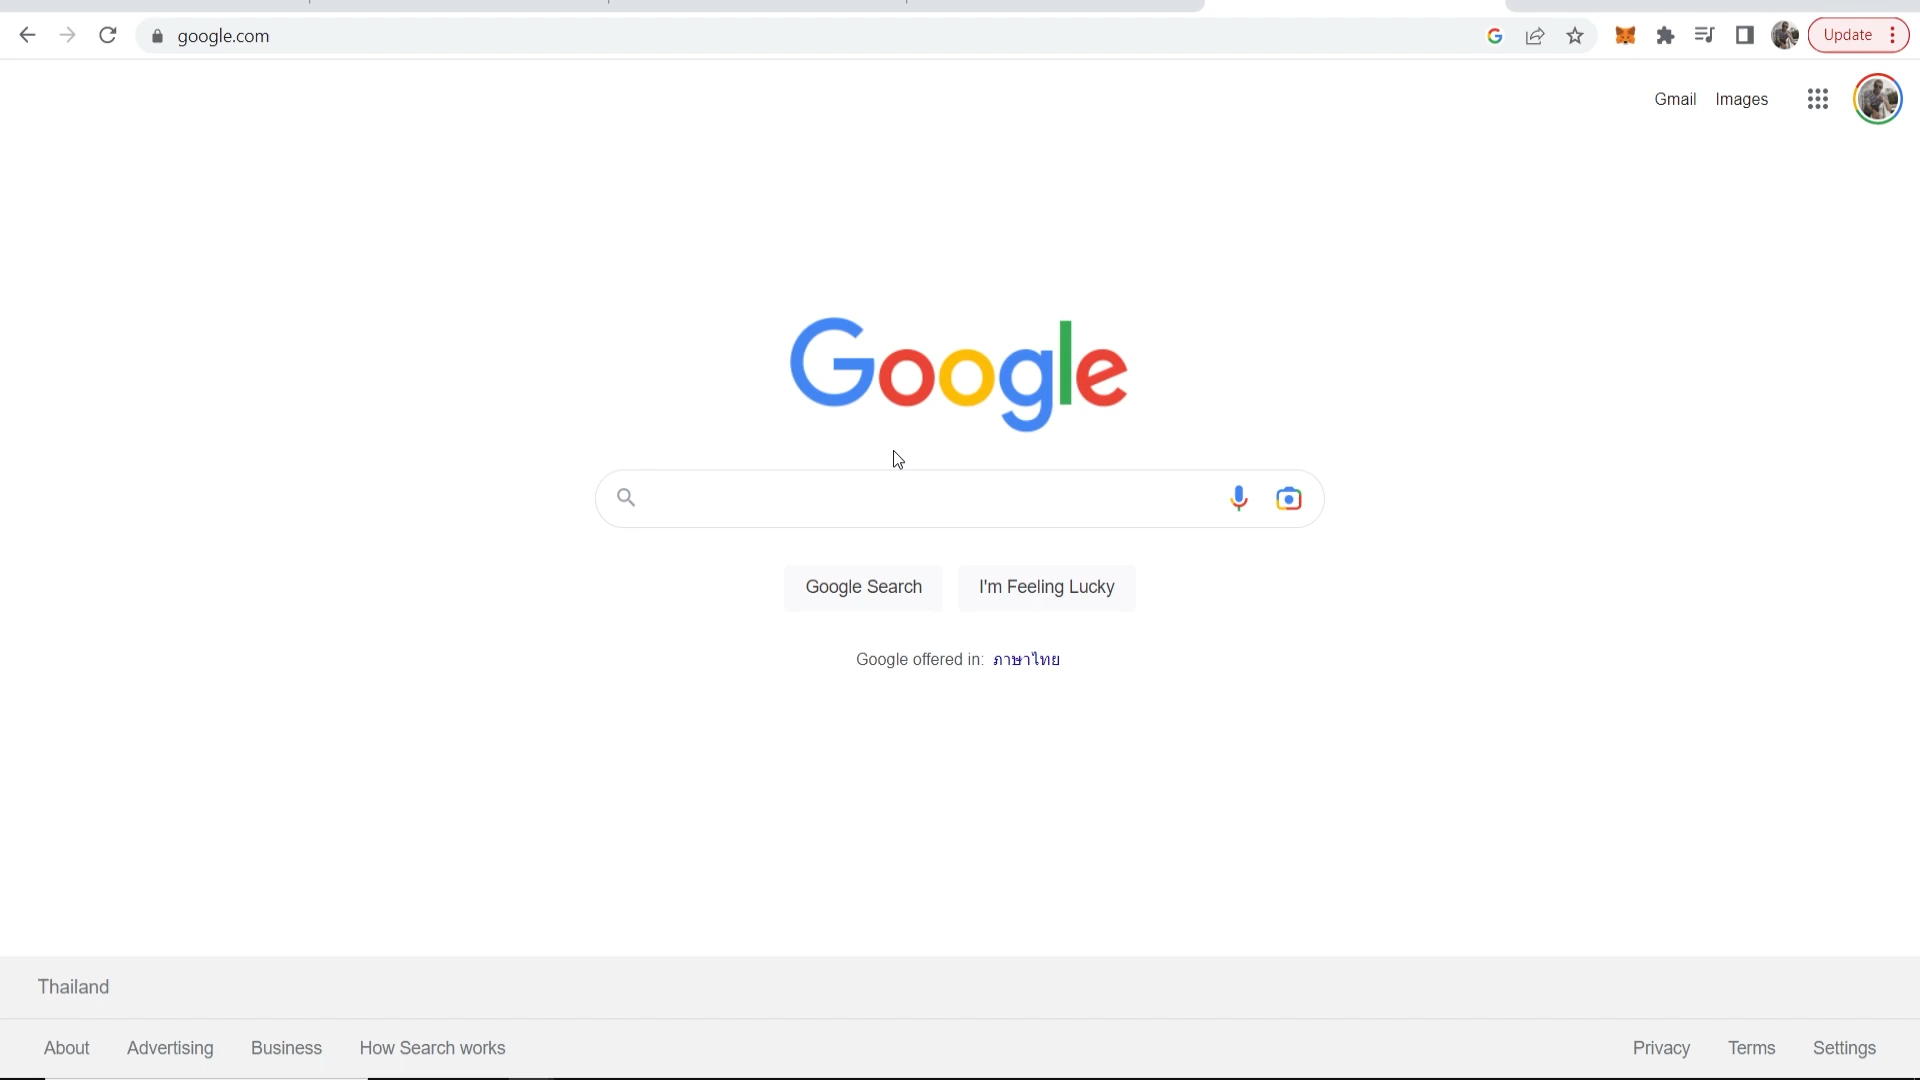 google.com
Update
Gmail Images
Google
Google Search I'm Feeling Lucky
Google offered in: ภาษาไทย
Thailand
About Advertising Business How Search works Privacy Terms Settings